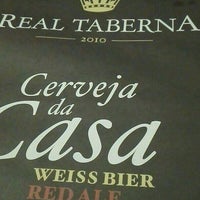 REAL TABERNA
2010
Cerveja
da
Casa
WEISS BIER
RED ALE